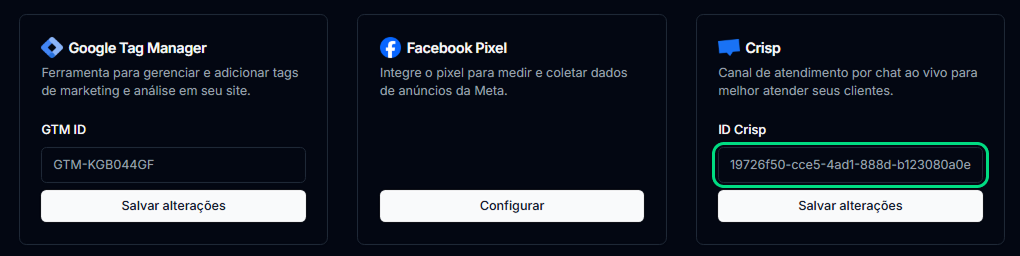 Google Tag Manager
Ferramenta para gerenciar e adicionar tags
de marketing e análise em seu site.
GTM ID
GTM-KGB044GF
Salvar alterações
Facebook Pixel
Integre o pixel para medir e coletar dados
de anúncios da Meta.
Configurar
Crisp
Canal de atendimento por chat ao vivo para
melhor atender seus clientes.
ID Crisp
19726f50-cce5-4ad1-888d-b123080a0e
Salvar alterações